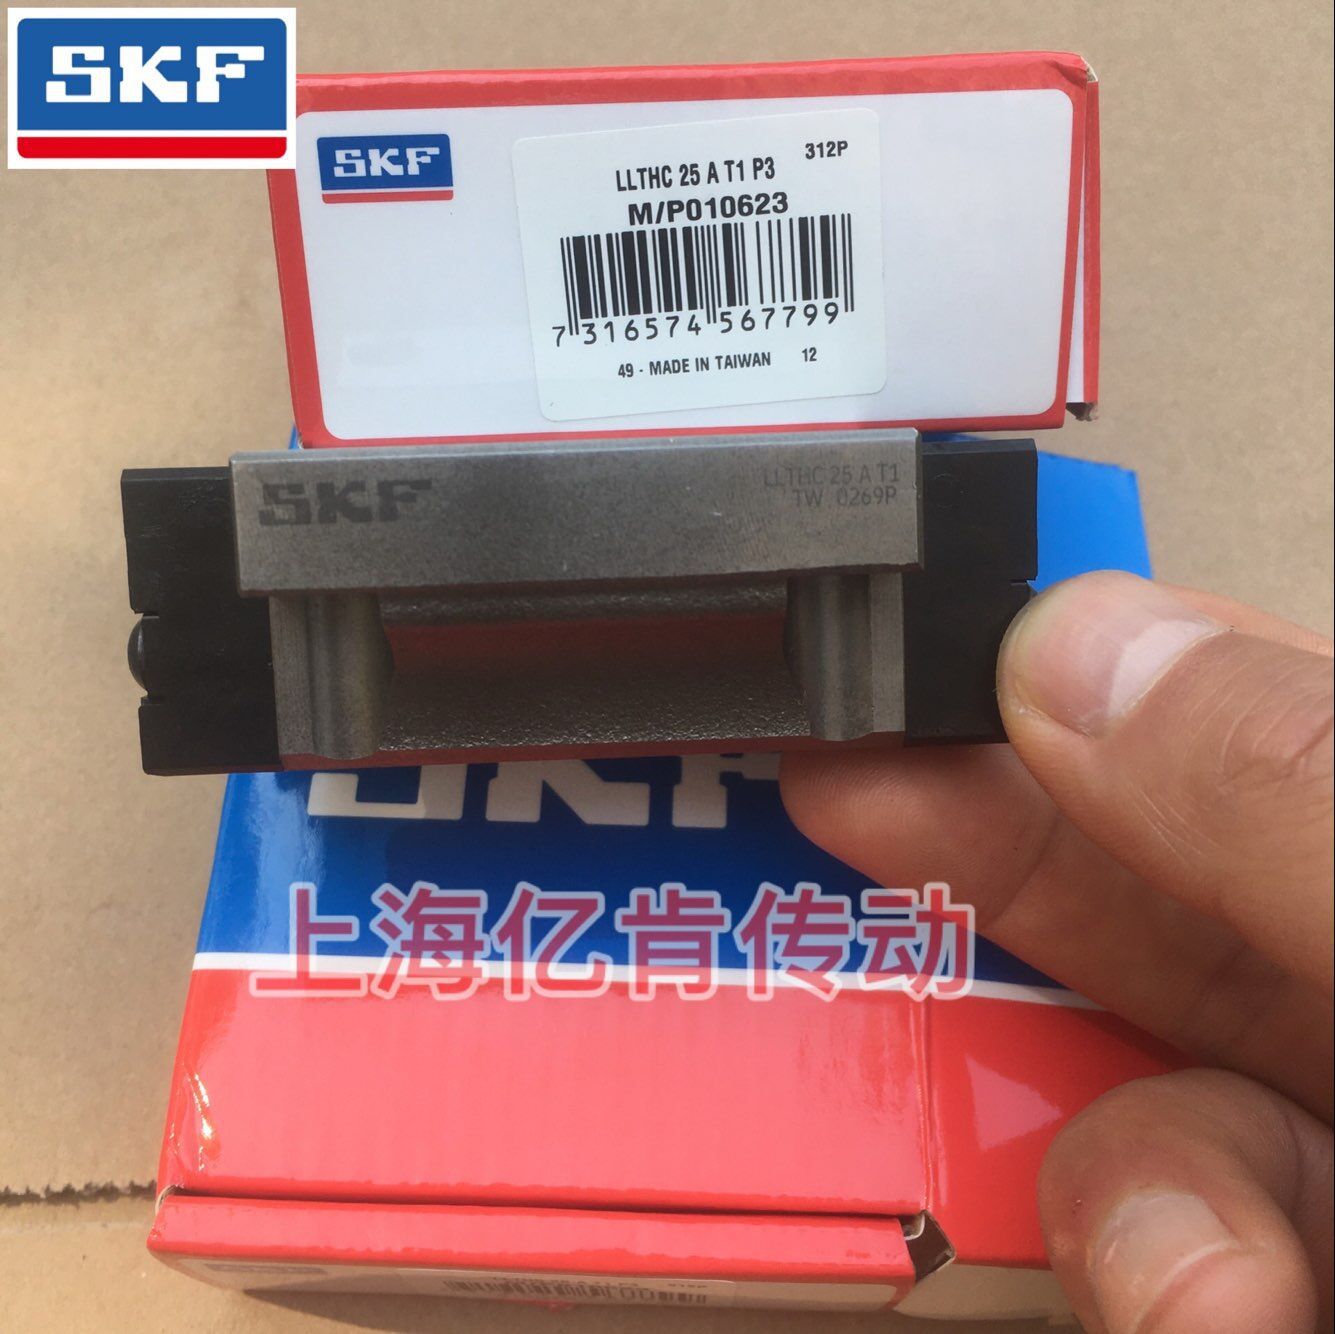 SKF
SKF
312P
LLTHC 25 A T1 P3
M/P010623
7 316574 567799
49 - MADE IN TAIWAN 12
SKF
LLTHC 25 A T1
TW 0269P
SKF
上海亿肯传动